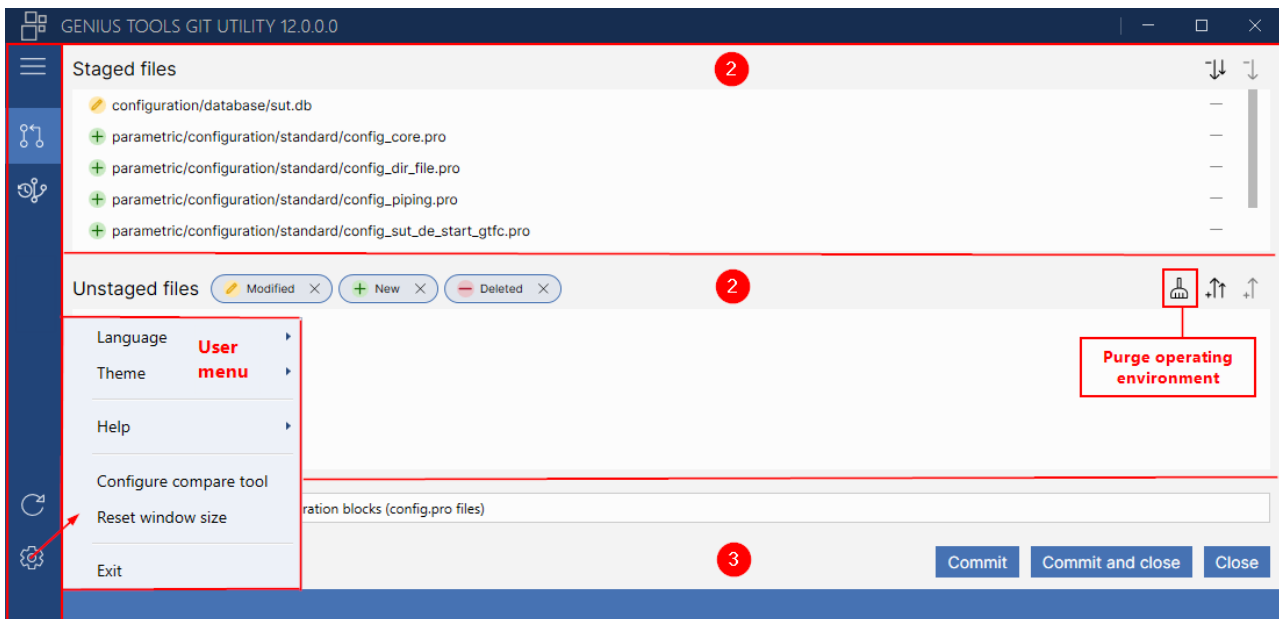 GENIUS TOOLS GIT UTILITY 12.0.0.0
Staged files
2
configuration/database/sut.db
parametric/configuration/standard/config_core.pro
parametric/configuration/standard/config_dir_file.pro
parametric/configuration/standard/config_piping.pro
parametric/configuration/standard/config_sut_de_start_gtfc.pro
Unstaged files Modified New Deleted
2
Purge operating
environment
Language
User
menu
Theme
Help
Configure compare tool
Reset window size
Exit
ration blocks (config.pro files)
3
Commit Commit and close Close